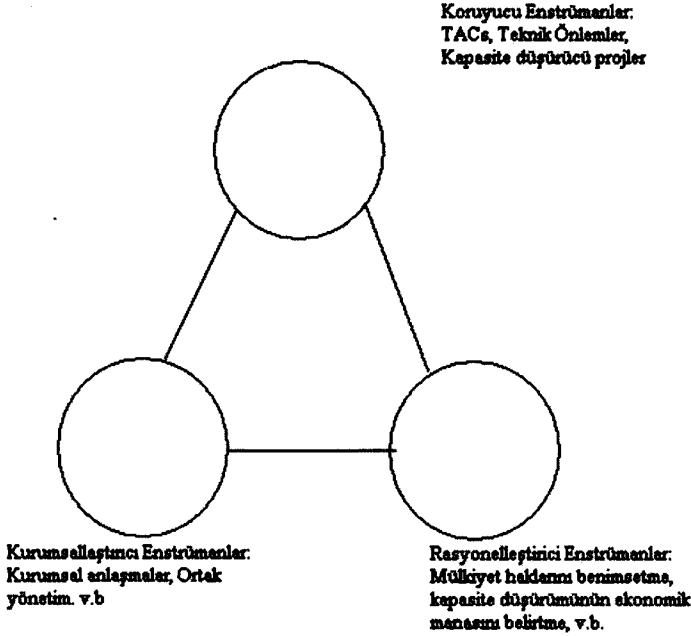 Koruyucu Enstrümanlar:
TACs, Teknik Önlemler,
Kapasite düşürücü projler
Kurumsallaştırıcı Enstrümanlar:
Kurumsal anlaşmalar, Ortak
yönetim. v.b
Rasyonelleştirici Enstrümanlar:
Mülkiyet haklarını benimsetme,
kapasite düşürümünün ekonomik
manasını belirtme, v.b.